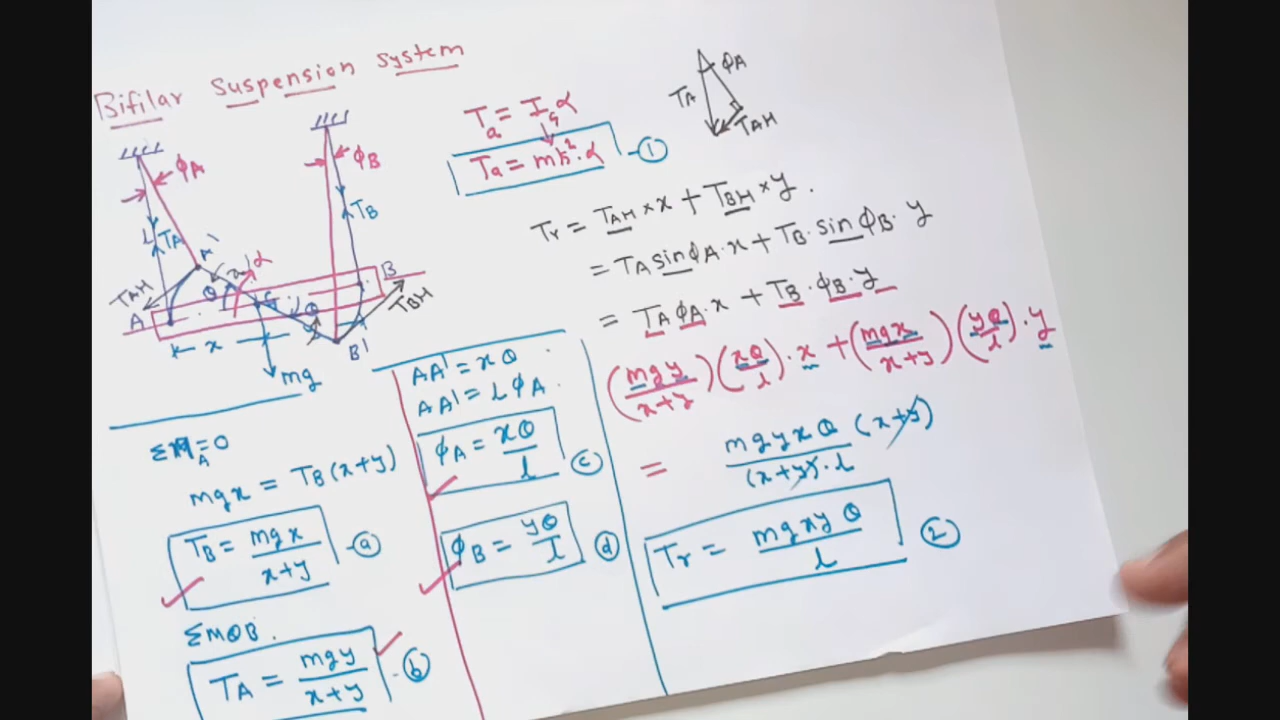 Bifilar Suspension System
ϕA
ϕB
L
TA
TB
A'
TAH
TBH
θ
α
G
θ
A
B
x
y
B'
mg
Ta = IG α
Ta = mk². α -①
ϕA
TA
TAH
Tr = TAH × x + TBH × y.
= TA sinϕA. x + TB. sinϕB. y
= TA ϕA. x + TB. ϕB. y
(mgy/x+y)(xθ/l). x + (mgx/x+y)(yθ/l). y
= mgyxθ (x+y)/(x+y). l
Tr = mgxyθ/l ②
ΣMA=0
mgx = TB(x+y)
TB = mgx/x+y -ⓐ
ΣM@B.
TA = mgy/x+y -ⓑ
AA' = xθ
AA' = LϕA.
ϕA = xθ/l ⓒ
ϕB = yθ/l ⓓ